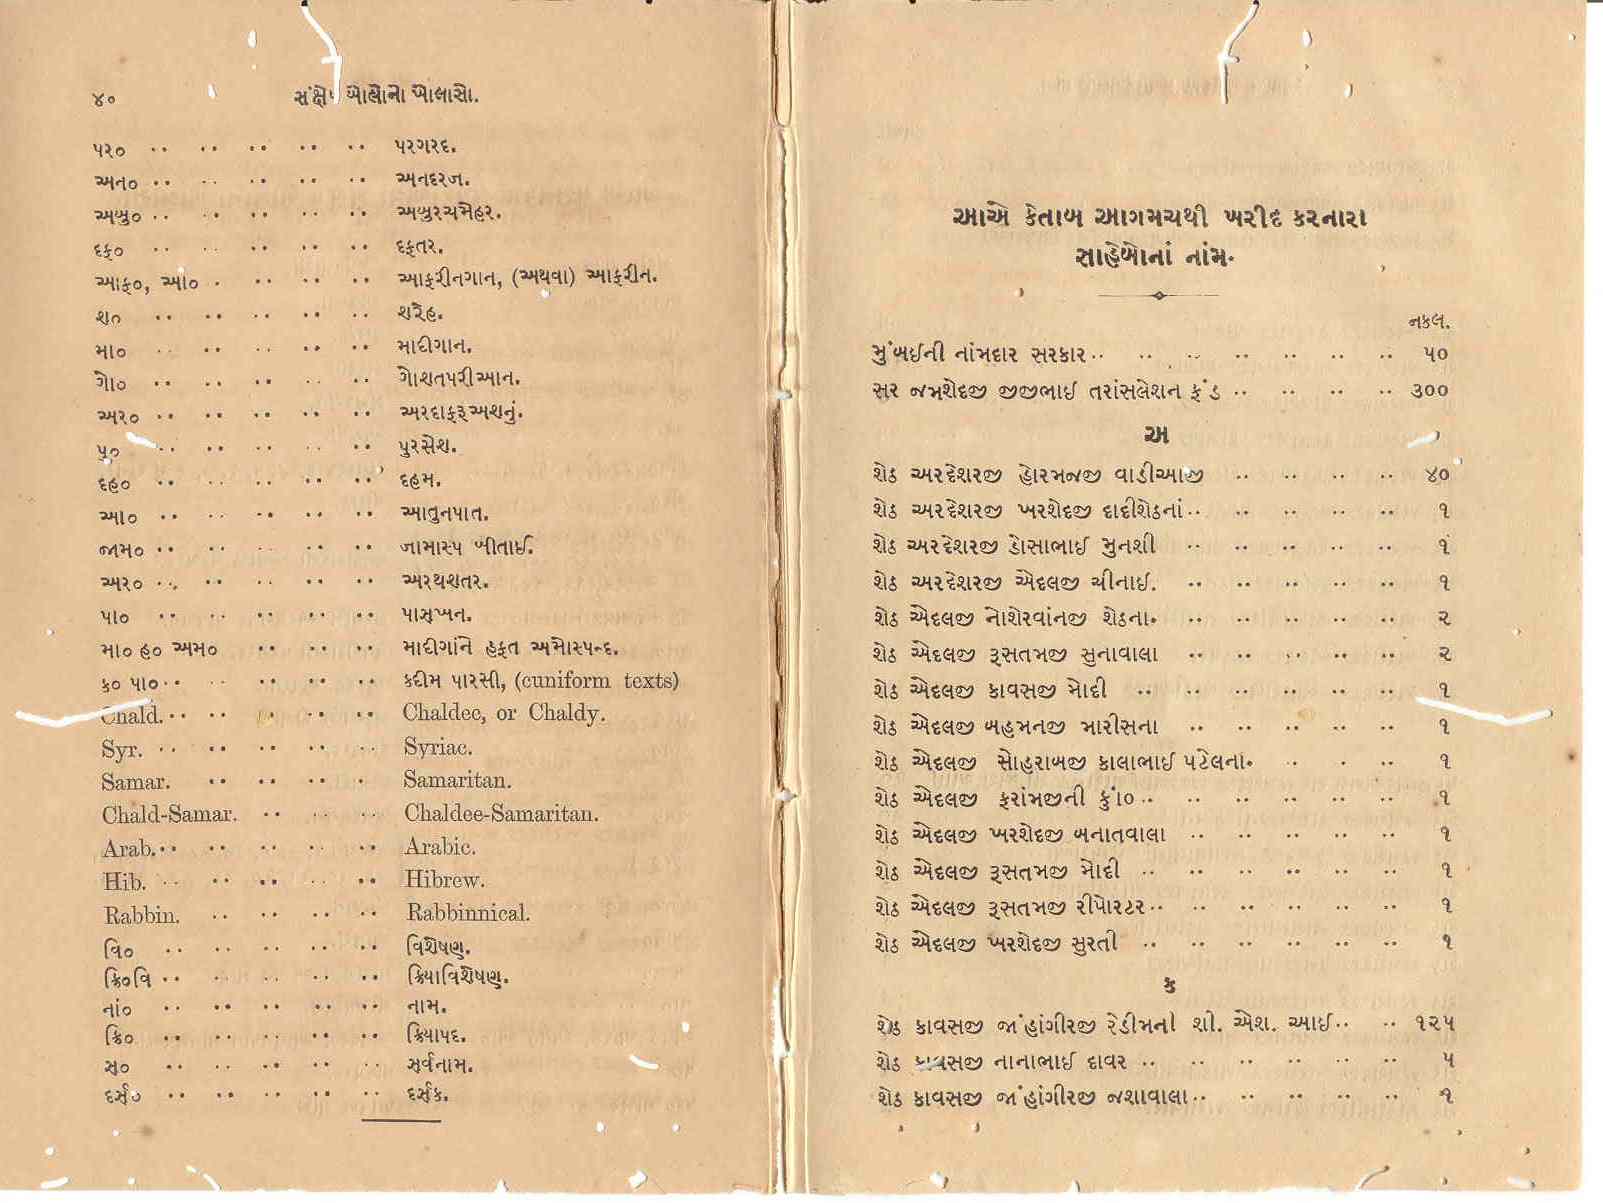 ૪૦ સંક્ષેપ બોલોનો ખોલાસો.
પર૦ .. .. .. .. .. પરગરદ.
અન૦ .. .. .. .. .. અનદરજ.
અબુ૦ .. .. .. .. .. અબુરચમેહર.
દફ૦ .. .. .. .. .. દફતર.
આફ૦, આં૦ . .. .. .. આફરીનગાન, (અથવા) આફરીન.
શ૦ .. .. .. .. .. શરેહ.
મા૦ .. .. .. .. .. માદીગાન.
ગો૦ .. .. .. .. .. ગોશતપરીઆન.
અર૦ .. .. .. .. .. અરદાફરૂઅશનું.
પુ૦ .. .. .. .. .. પુરસેશ.
દહ૦ .. .. .. .. .. દહમ.
આ૦ .. .. .. .. .. આતુનપાત.
જામ૦ .. .. .. .. .. જામાસ્પ બીતાઈ.
અર૦ .. .. .. .. .. અરથશતર.
પા૦ .. .. .. .. .. પાસુખન.
મા૦ હ૦ અમ૦ .. .. .. માદીગાંને હફત અમોસ્પન્દ.
ક૦ પા૦ .. .. .. .. કદીમ પારસી, (cuniform texts)
Chald. .. .. .. .. .. Chaldee, or Chaldy.
Syr. .. .. .. .. .. Syriac.
Samar. .. .. .. . Samaritan.
Chald-Samar. .. .. .. Chaldee-Samaritan.
Arab. .. .. .. .. .. Arabic.
Hib. .. .. .. .. .. Hibrew.
Rabbin. .. .. .. .. Rabbinnical.
વિ૦ .. .. .. .. .. વિશેષણ.
ક્રિ૦વિ .. .. .. .. .. ક્રિયાવિશેષણ.
નાં૦ .. .. .. .. .. નામ.
ક્રિ૦ .. .. .. .. .. ક્રિયાપદ.
સ૦ .. .. .. .. .. સર્વનામ.
દર્સ૦ .. .. .. .. .. દર્સક.
આએ કેતાબ આગમચથી ખરીદ કરનારા
સાહેબોનાં નાંમ.
નકલ.
મુંબઈની નાંમદાર સરકાર .. .. .. .. .. .. .. ૫૦
સર જમશેદજી જીજીભાઈ તરાંસલેશન ફંડ .. .. .. .. ૩૦૦
અ
શેઠ અરદેશરજી હોરમજજી વાડીઆજી .. .. .. .. ૪૦
શેઠ અરદેશરજી ખરશેદજી દાદીશેઠનાં .. .. .. .. .. ૧
શેઠ અરદેશરજી ડોસાભાઈ મુનશી .. .. .. .. .. ૧
શેઠ અરદેશરજી એદલજી ચીનાઈ. .. .. .. .. .. ૧
શેઠ એદલજી નોશેરવાંનજી શેઠના. .. .. .. .. .. ૨
શેઠ એદલજી રૂસતમજી સુનાવાલા .. .. .. .. .. ૨
શેઠ એદલજી કાવસજી મોદી .. .. .. .. .. .. ૧
શેઠ એદલજી બહમનજી મારીસના .. .. .. .. .. ૧
શેઠ એદલજી સોહરાબજી કાલાભાઈ પટેલના. .. . .. ૧
શેઠ એદલજી ફરાંમજીની કું૦ .. .. .. .. .. .. ૧
શેઠ એદલજી ખરશેદજી બનાતવાલા .. .. .. .. .. ૧
શેઠ એદલજી રૂસતમજી મોદી .. .. .. .. .. .. ૧
શેઠ એદલજી રૂસતમજી રીપોરટર .. .. .. .. .. .. ૧
શેઠ એદલજી ખરશેદજી સુરતી .. .. .. .. .. .. ૧
ક
શેઠ કાવસજી જાંહાંગીરજી રેડીમની શી. એશ. આઈ .. .. ૧૨૫
શેઠ કાવસજી નાનાભાઈ દાવર .. .. .. .. .. .. ૫
શેઠ કાવસજી જાંહાંગીરજી જશાવાલા .. .. .. .. .. ૧